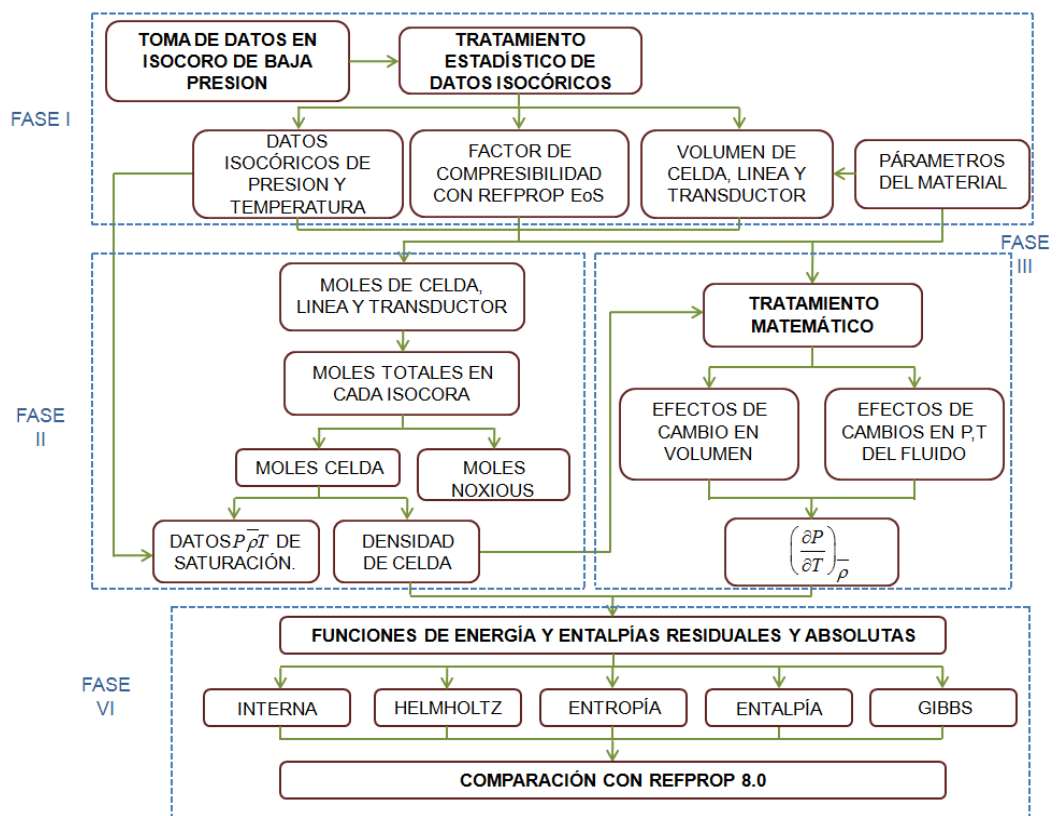 TOMA DE DATOS EN
ISOCORO DE BAJA
PRESION
TRATAMIENTO
ESTADÍSTICO DE
DATOS ISOCÓRICOS
FASE I
DATOS
ISOCÓRICOS DE
PRESION Y
TEMPERATURA
FACTOR DE
COMPRESIBILIDAD
CON REFPROP EoS
VOLUMEN DE
CELDA, LINEA Y
TRANSDUCTOR
PÁRAMETROS
DEL MATERIAL
FASE
III
MOLES DE CELDA,
LINEA Y TRANSDUCTOR
TRATAMIENTO
MATEMÁTICO
MOLES TOTALES EN
CADA ISOCORA
FASE
II
EFECTOS DE
CAMBIO EN
VOLUMEN
EFECTOS DE
CAMBIOS EN P,T
DEL FLUIDO
MOLES CELDA
MOLES
NOXIOUS
DATOS P ρ̅ T DE
SATURACIÓN.
DENSIDAD
DE CELDA
(∂P/∂T)ρ̅
FUNCIONES DE ENERGÍA Y ENTALPÍAS RESIDUALES Y ABSOLUTAS
FASE
VI
INTERNA
HELMHOLTZ
ENTROPÍA
ENTALPÍA
GIBBS
COMPARACIÓN CON REFPROP 8.0